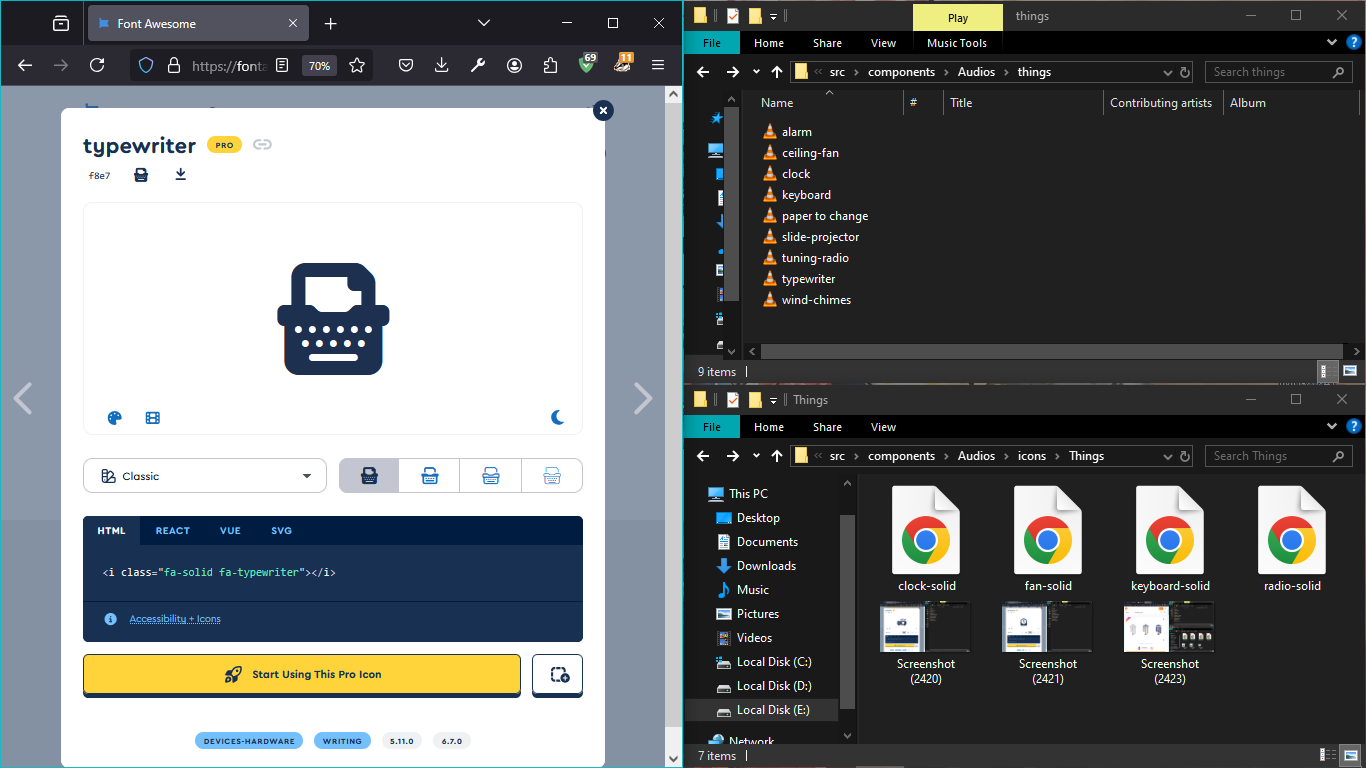 Font Awesome
https://fonta
70%
69
11
typewriter
PRO
f8e7
Classic
HTML
REACT
VUE
SVG
<i class="fa-solid fa-typewriter"></i>
Accessibility + Icons
Start Using This Pro Icon
DEVICES-HARDWARE
WRITING
5.11.0
6.7.0
Play
things
File
Home
Share
View
Music Tools
src
components
Audios
things
Search things
Name
#
Title
Contributing artists
Album
alarm
ceiling-fan
clock
keyboard
paper to change
slide-projector
tuning-radio
typewriter
wind-chimes
9 items
Things
File
Home
Share
View
src
components
Audios
icons
Things
Search Things
This PC
Desktop
Documents
Downloads
Music
Pictures
Videos
Local Disk (C:)
Local Disk (D:)
Local Disk (E:)
Network
clock-solid
fan-solid
keyboard-solid
radio-solid
Screenshot
(2420)
Screenshot
(2421)
Screenshot
(2423)
7 items